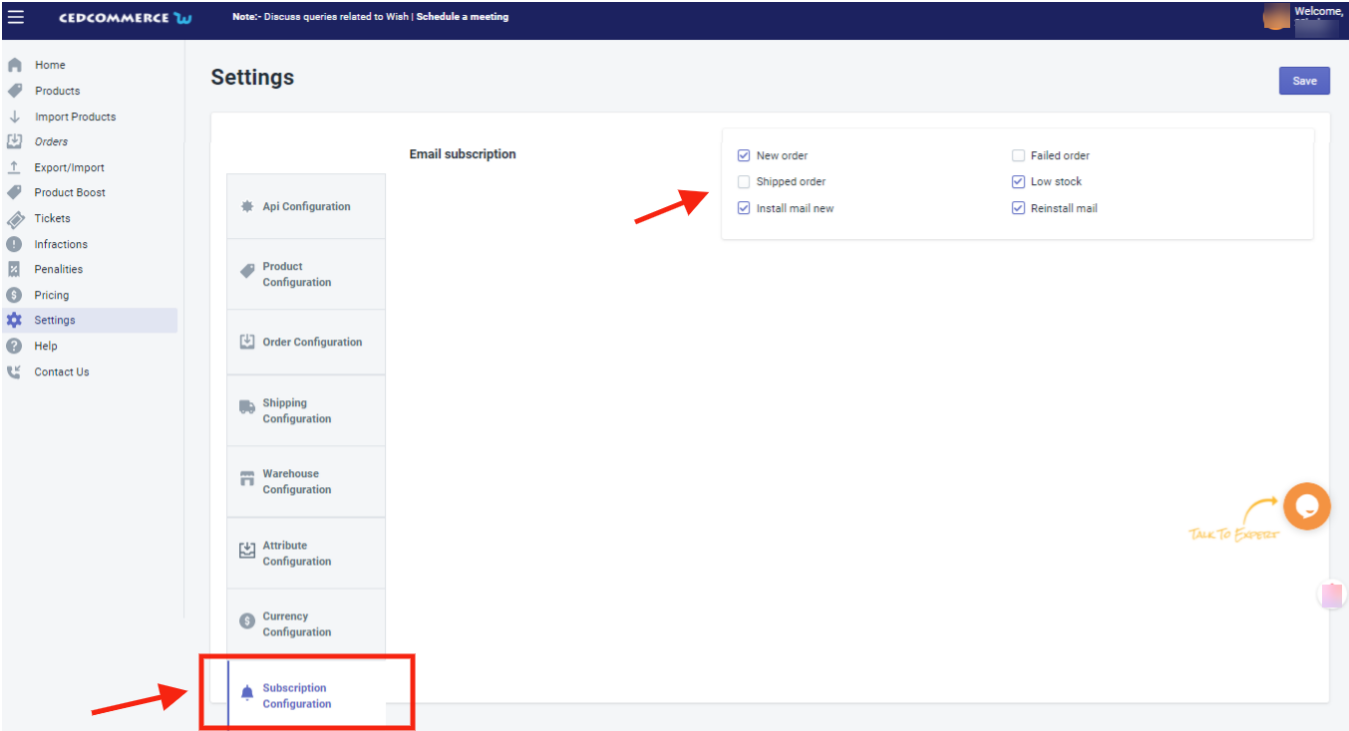 CEDCOMMERCE
Note:- Discuss queries related to Wish | Schedule a meeting
Welcome,
Home
Products
Import Products
Orders
Export/Import
Product Boost
Tickets
Infractions
Penalities
Pricing
Settings
Help
Contact Us
Settings
Save
Email subscription
New order
Failed order
Shipped order
Low stock
Install mail new
Reinstall mail
Api Configuration
Product
Configuration
Order Configuration
Shipping
Configuration
Warehouse
Configuration
Attribute
Configuration
Currency
Configuration
Subscription
Configuration
Talk To Expert